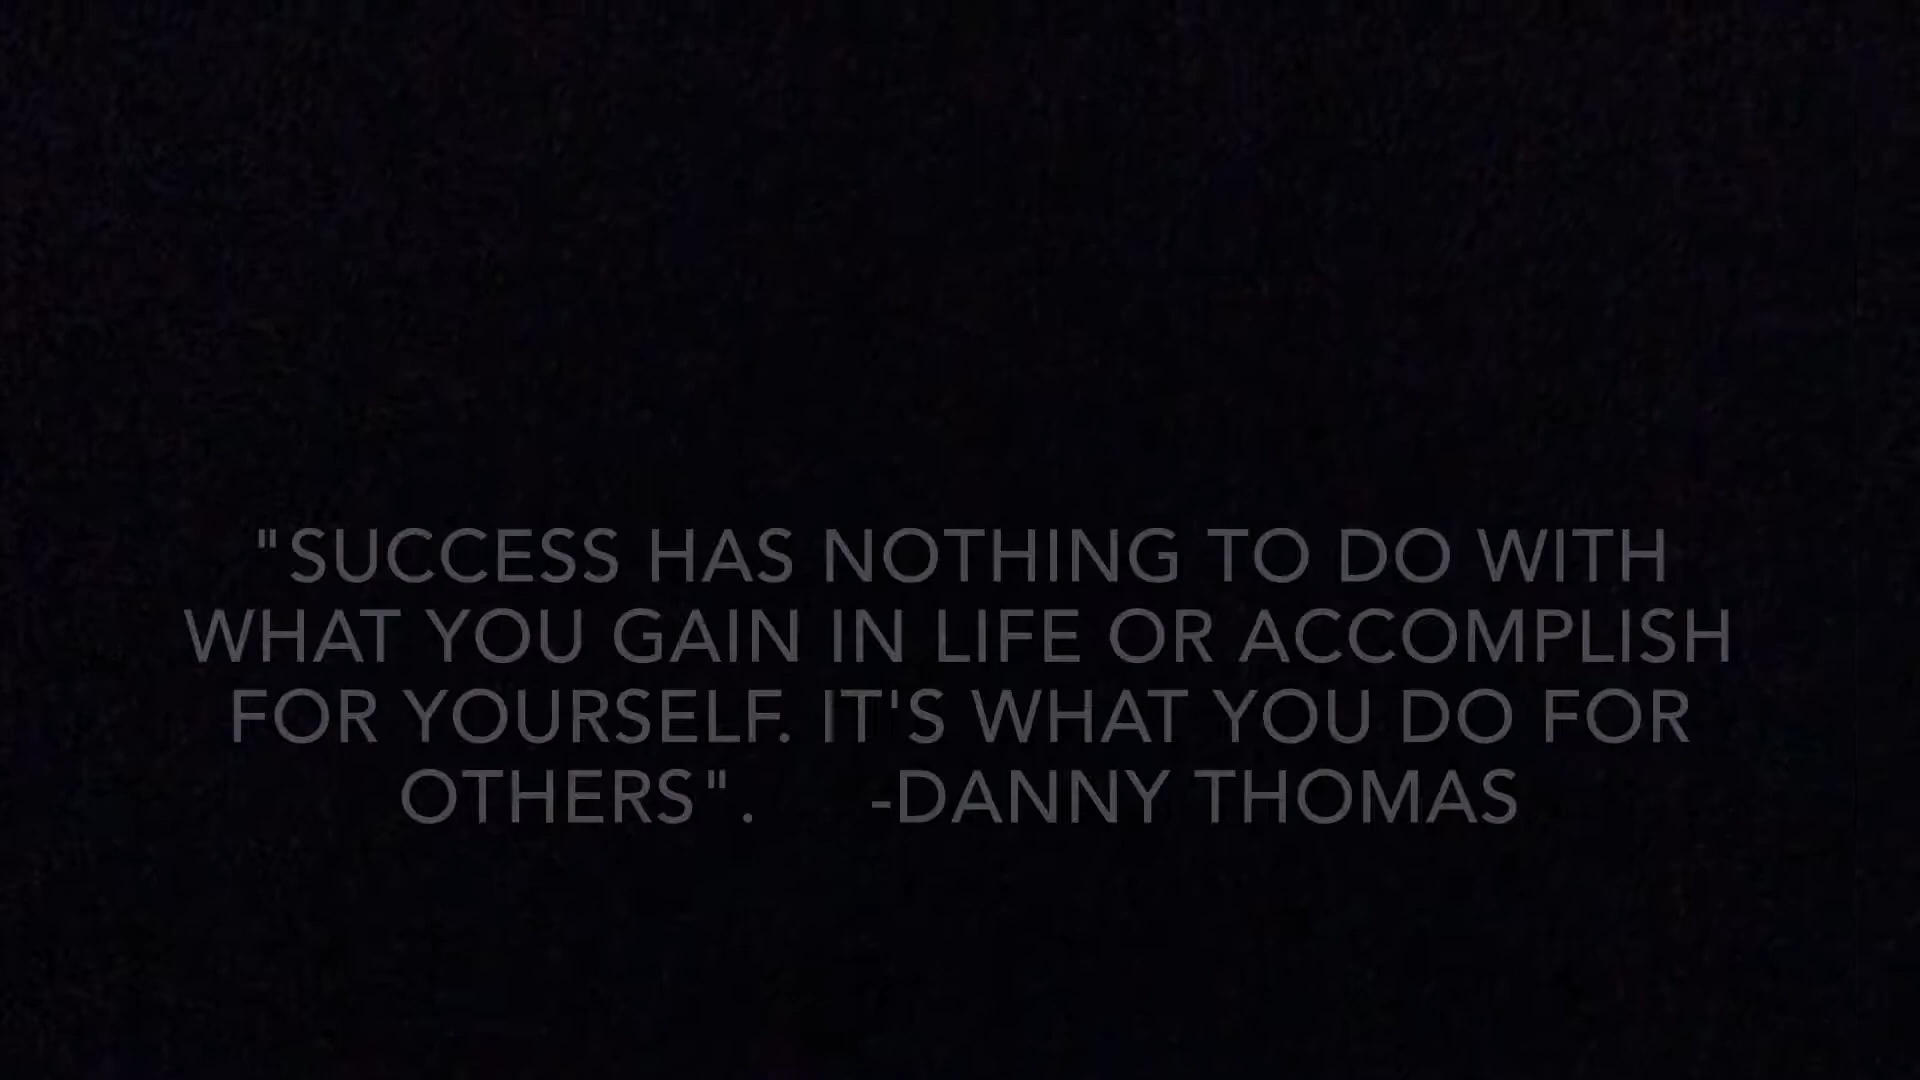 "SUCCESS HAS NOTHING TO DO WITH
WHAT YOU GAIN IN LIFE OR ACCOMPLISH
FOR YOURSELF. IT'S WHAT YOU DO FOR
OTHERS". -DANNY THOMAS